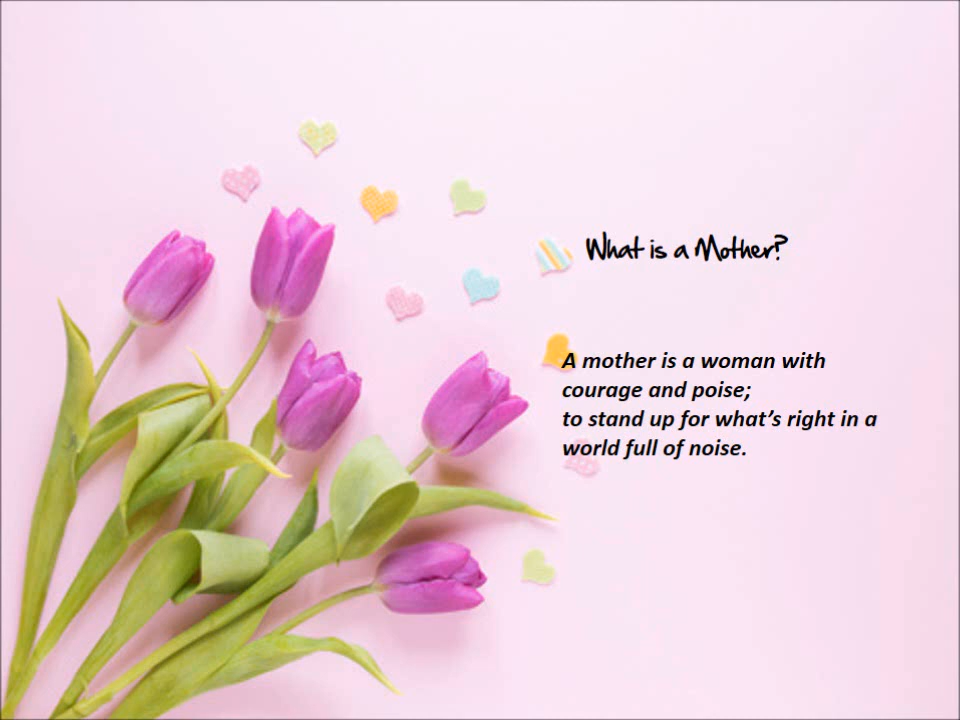 What is a Mother?
A mother is a woman with
courage and poise;
to stand up for what’s right in a
world full of noise.